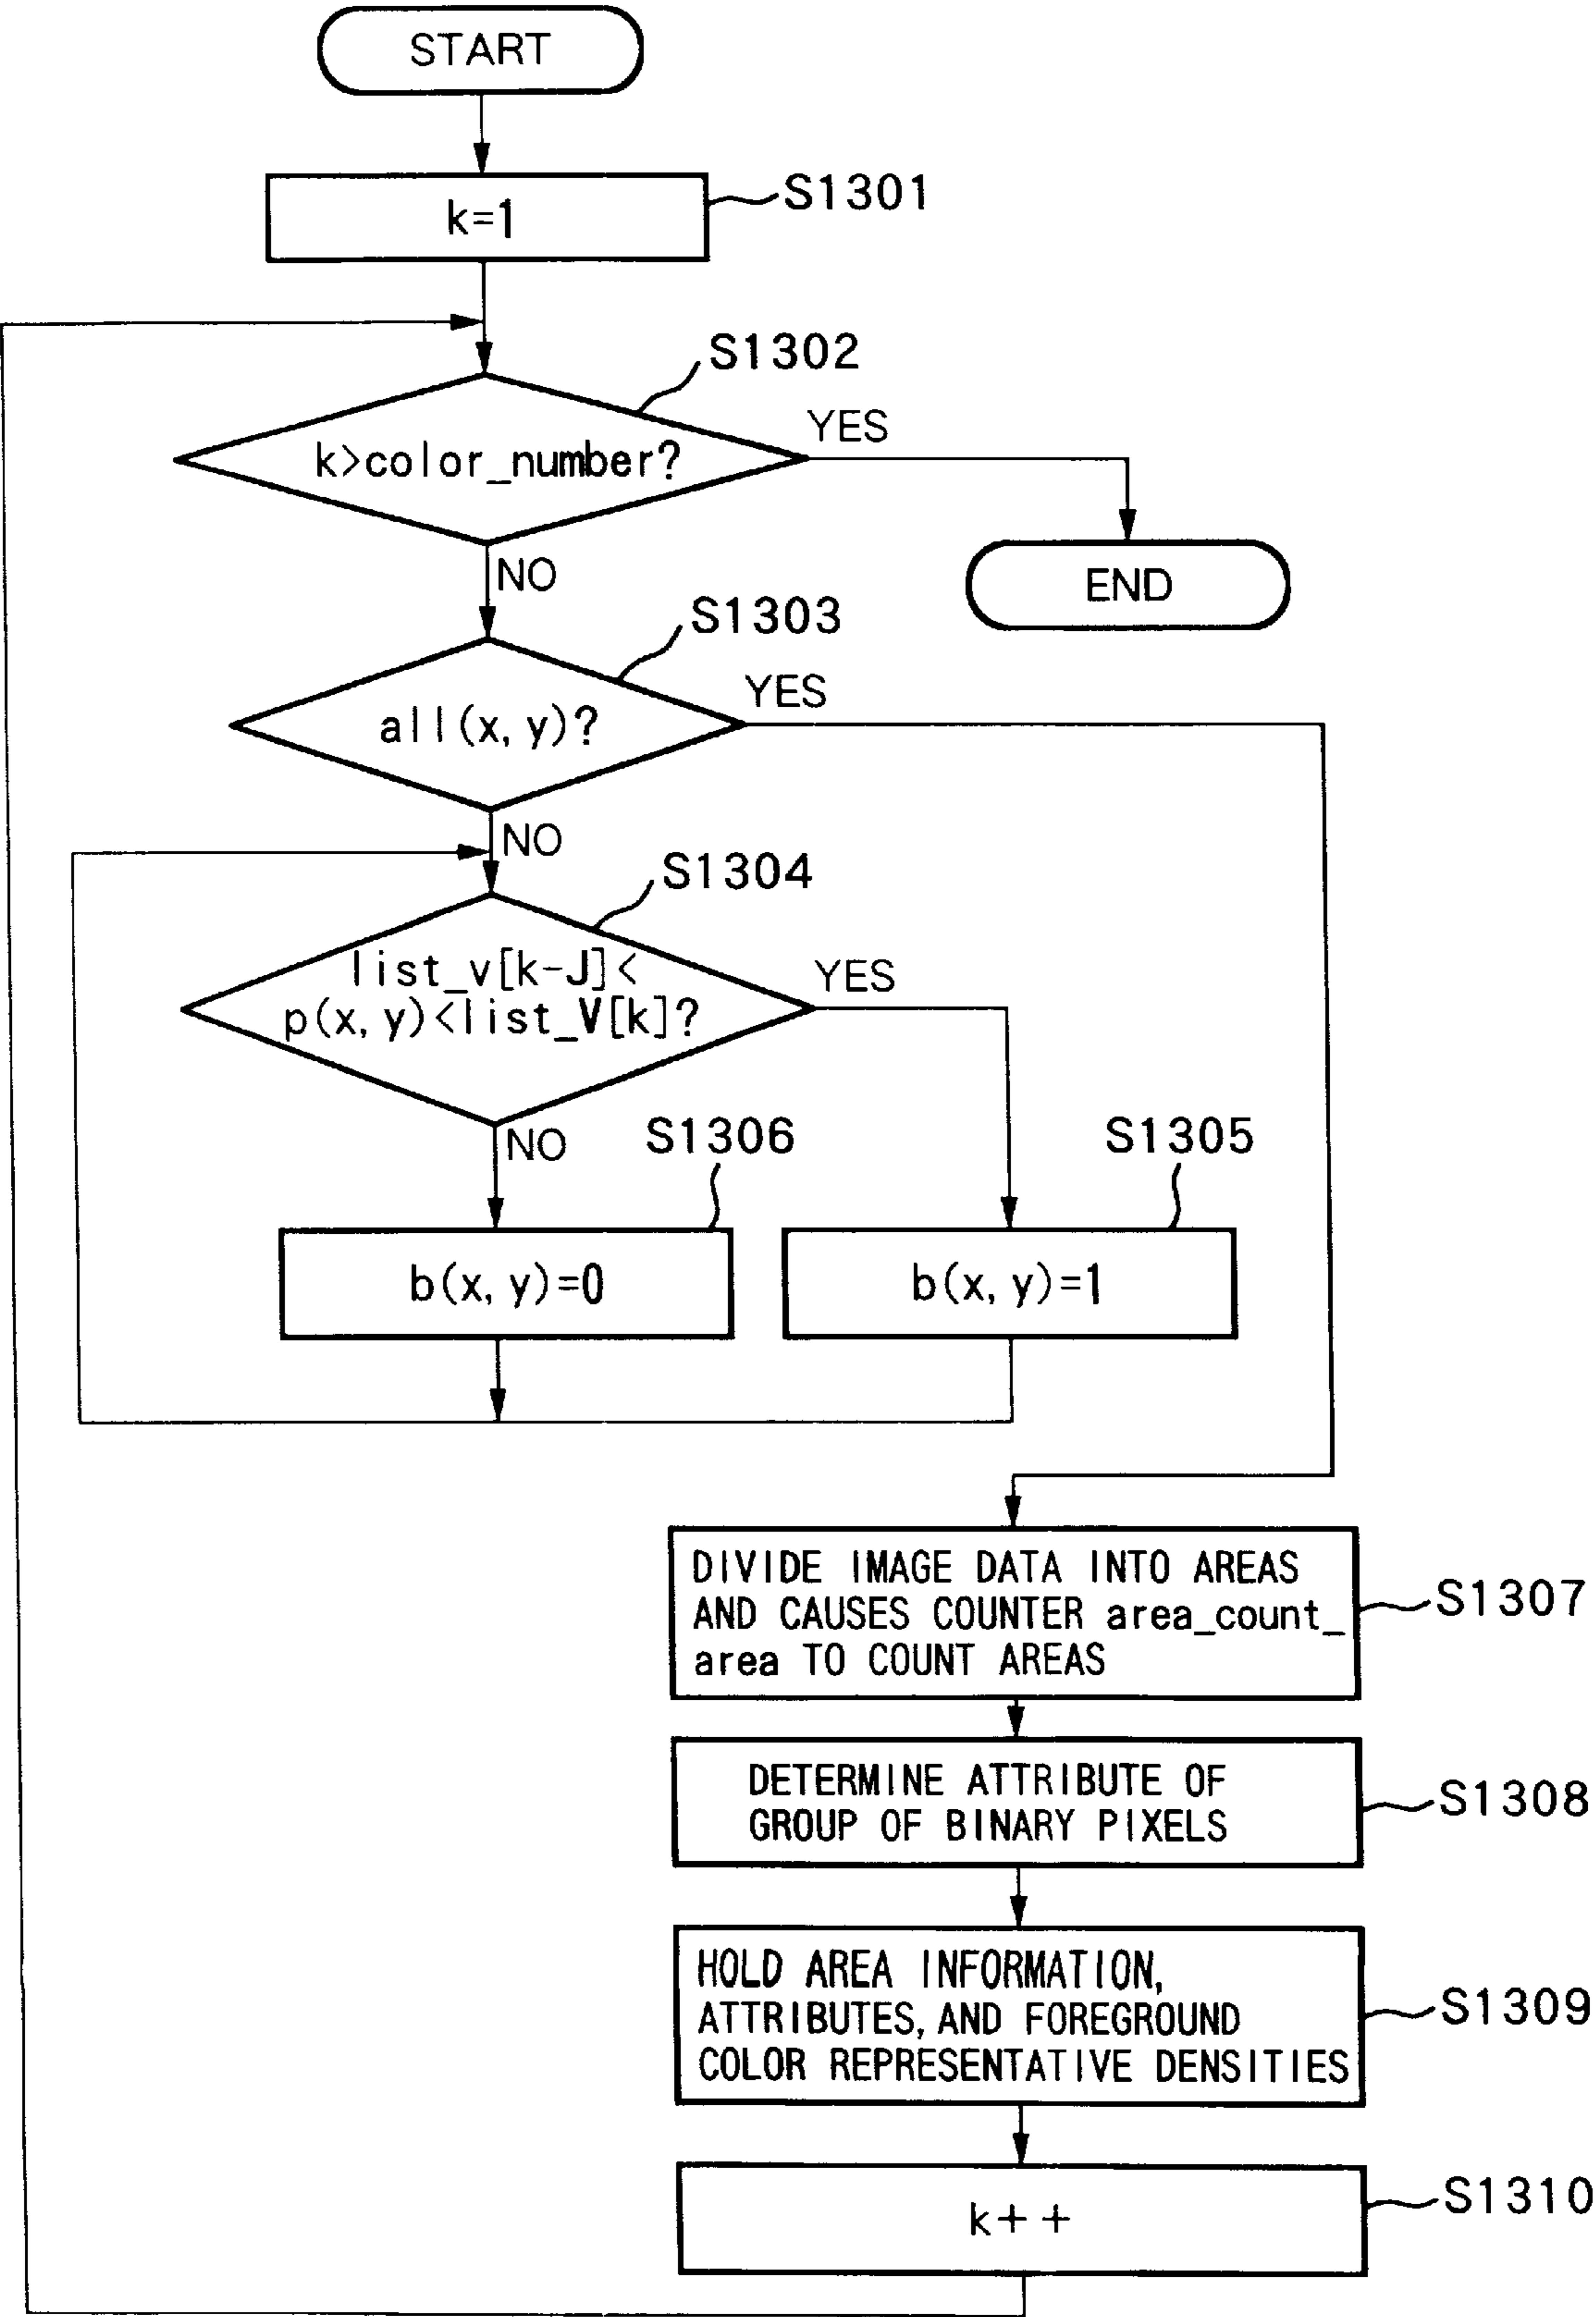 START
k=1
S1301
S1302
k>color_number?
YES
NO
END
S1303
all(x, y)?
YES
NO
S1304
list_v[k-J]<
p(x, y)<list_V[k]?
YES
NO
S1306
S1305
b(x, y)=0
b(x, y)=1
DIVIDE IMAGE DATA INTO AREAS
AND CAUSES COUNTER area_count_
area TO COUNT AREAS
S1307
DETERMINE ATTRIBUTE OF
GROUP OF BINARY PIXELS
S1308
HOLD AREA INFORMATION,
ATTRIBUTES, AND FOREGROUND
COLOR REPRESENTATIVE DENSITIES
S1309
k++
S1310